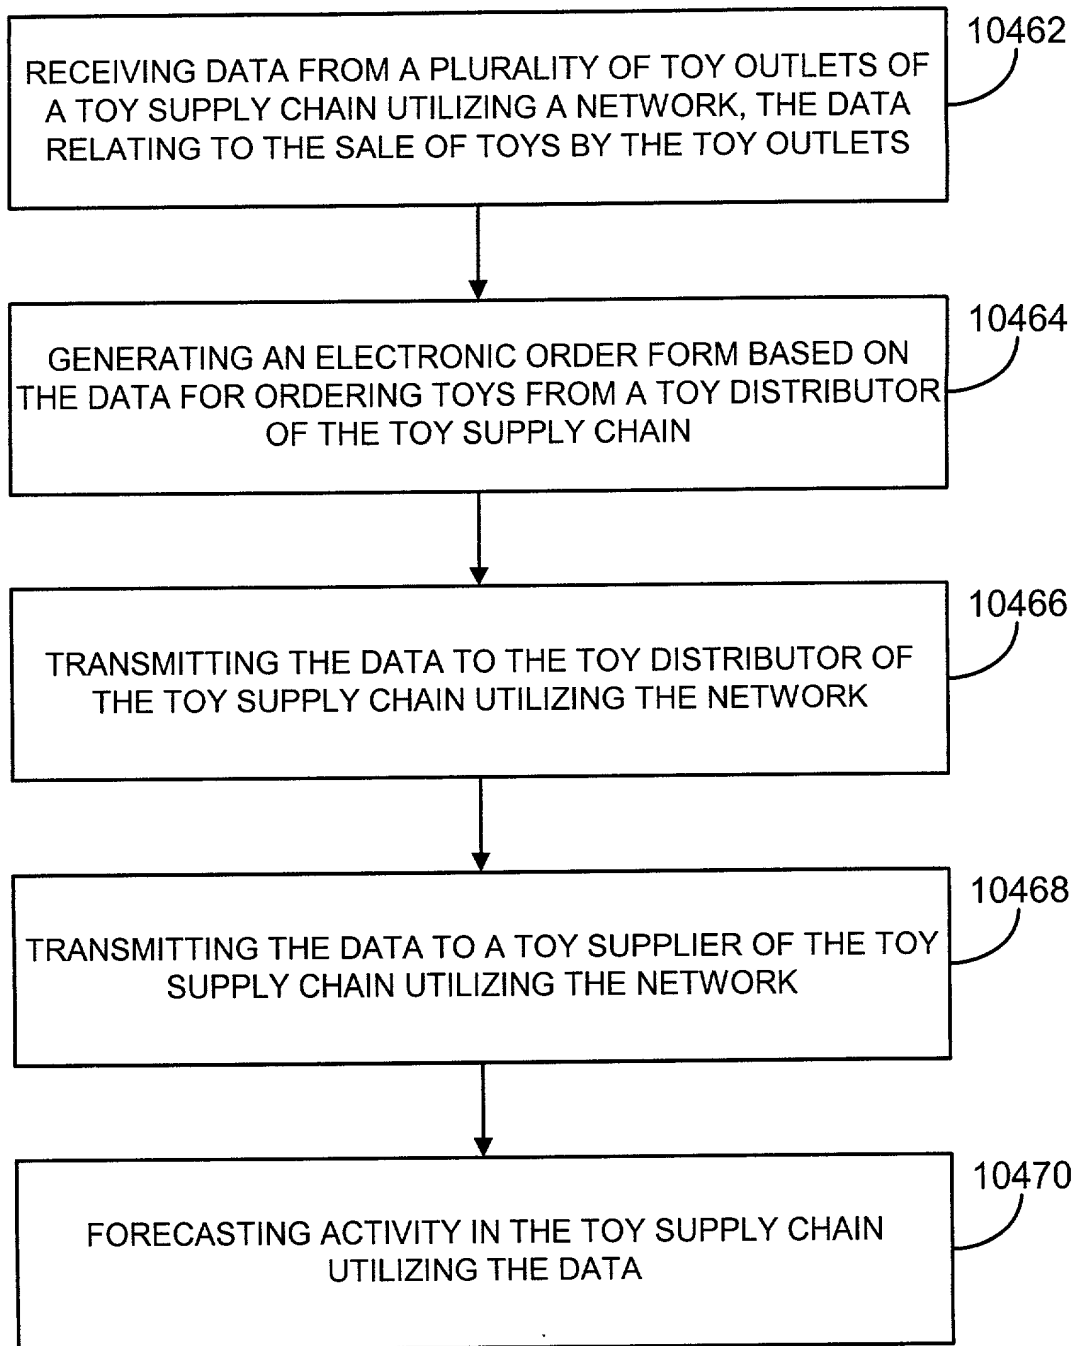 10462
RECEIVING DATA FROM A PLURALITY OF TOY OUTLETS OF
A TOY SUPPLY CHAIN UTILIZING A NETWORK, THE DATA
RELATING TO THE SALE OF TOYS BY THE TOY OUTLETS
10464
GENERATING AN ELECTRONIC ORDER FORM BASED ON
THE DATA FOR ORDERING TOYS FROM A TOY DISTRIBUTOR
OF THE TOY SUPPLY CHAIN
10466
TRANSMITTING THE DATA TO THE TOY DISTRIBUTOR OF
THE TOY SUPPLY CHAIN UTILIZING THE NETWORK
10468
TRANSMITTING THE DATA TO A TOY SUPPLIER OF THE TOY
SUPPLY CHAIN UTILIZING THE NETWORK
10470
FORECASTING ACTIVITY IN THE TOY SUPPLY CHAIN
UTILIZING THE DATA